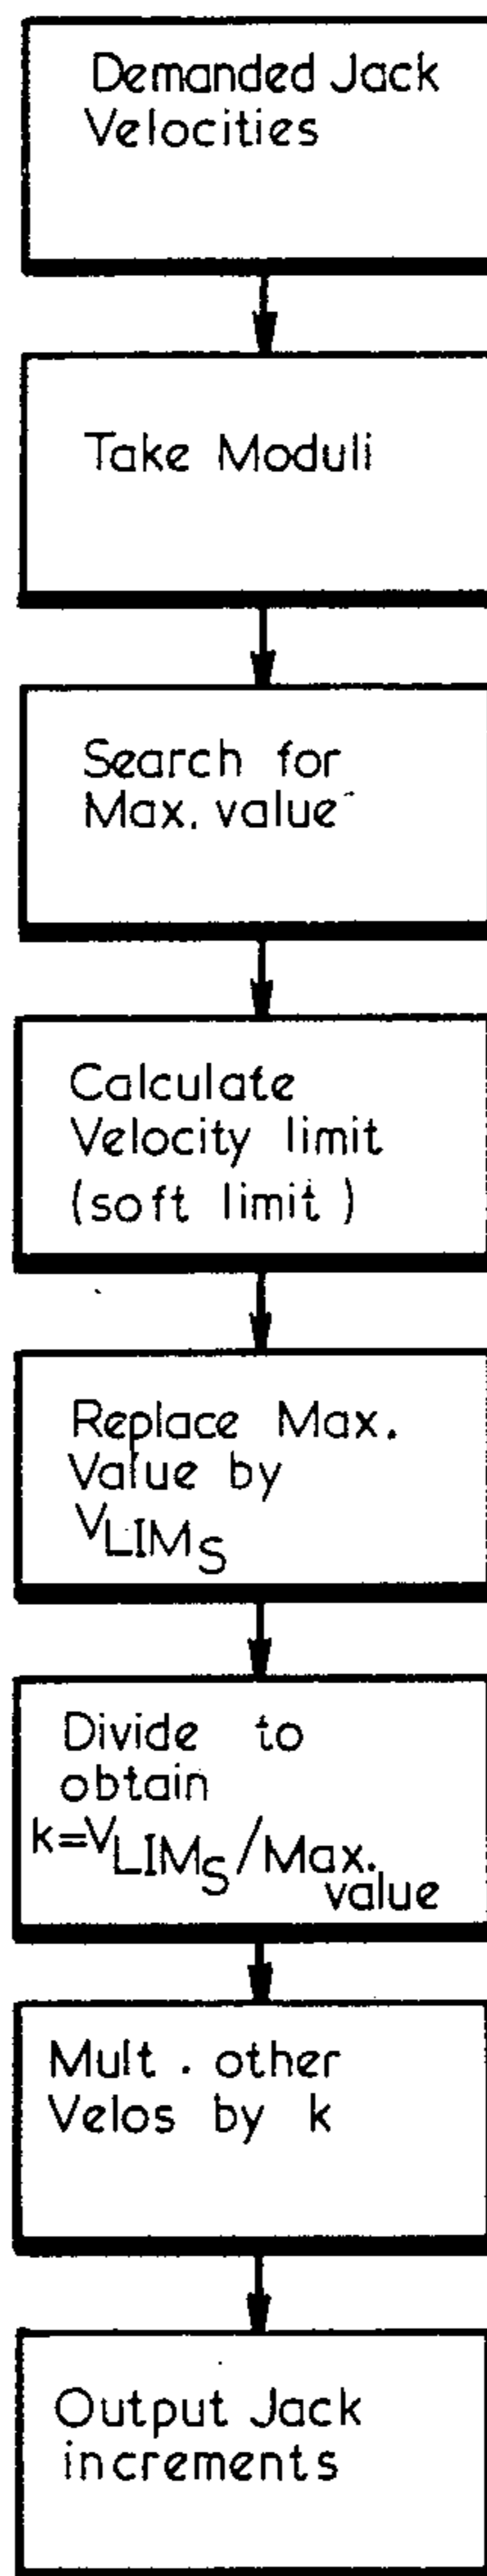 Demanded Jack
Velocities
Take Moduli
Search for
Max. value
Calculate
Velocity limit
(soft limit)
Replace Max.
Value by
VLIMS
Divide to
obtain
k=VLIMS/Max.
value
Mult. other
Velos by k
Output Jack
increments